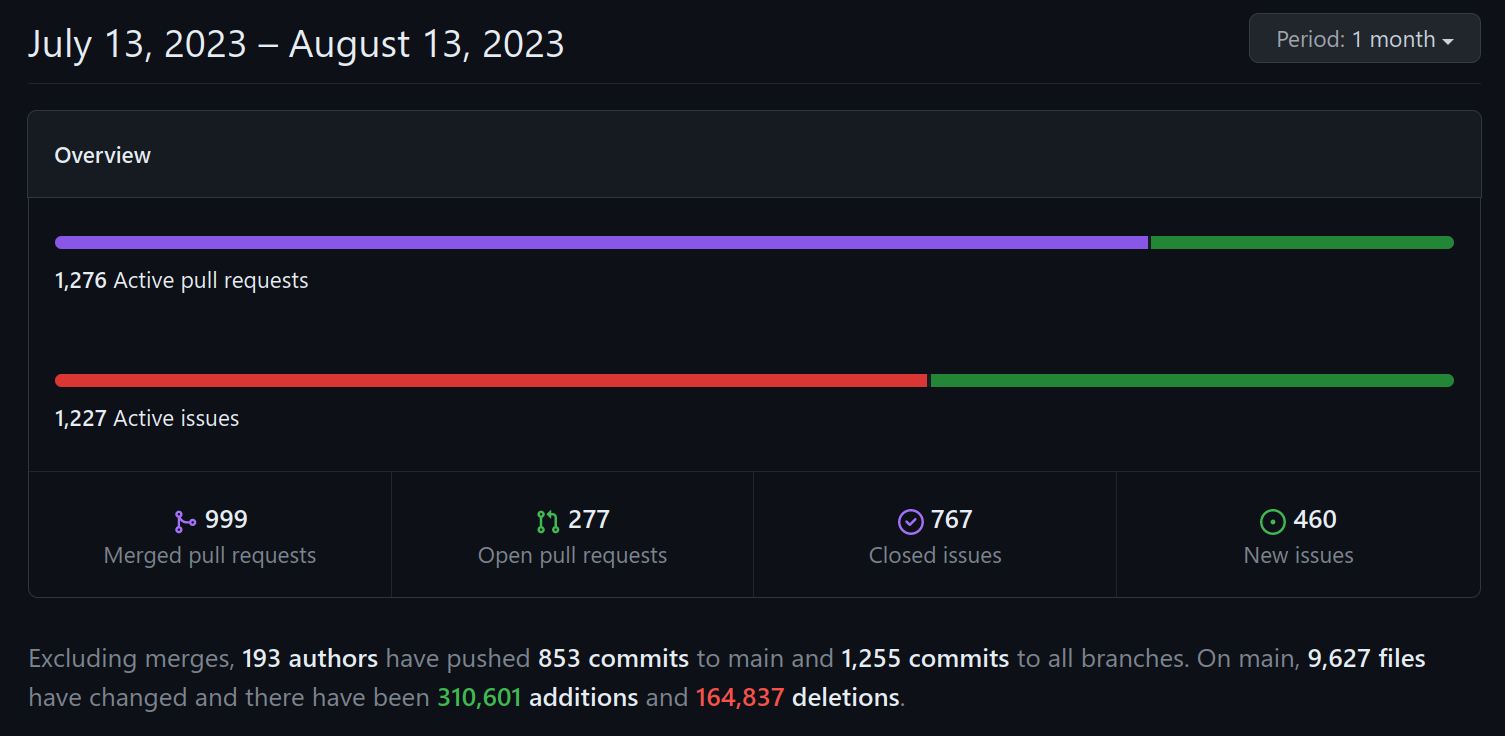 July 13, 2023 – August 13, 2023
Period: 1 month
Overview
1,276 Active pull requests
1,227 Active issues
999
Merged pull requests
277
Open pull requests
767
Closed issues
460
New issues
Excluding merges, 193 authors have pushed 853 commits to main and 1,255 commits to all branches. On main, 9,627 files
have changed and there have been 310,601 additions and 164,837 deletions.